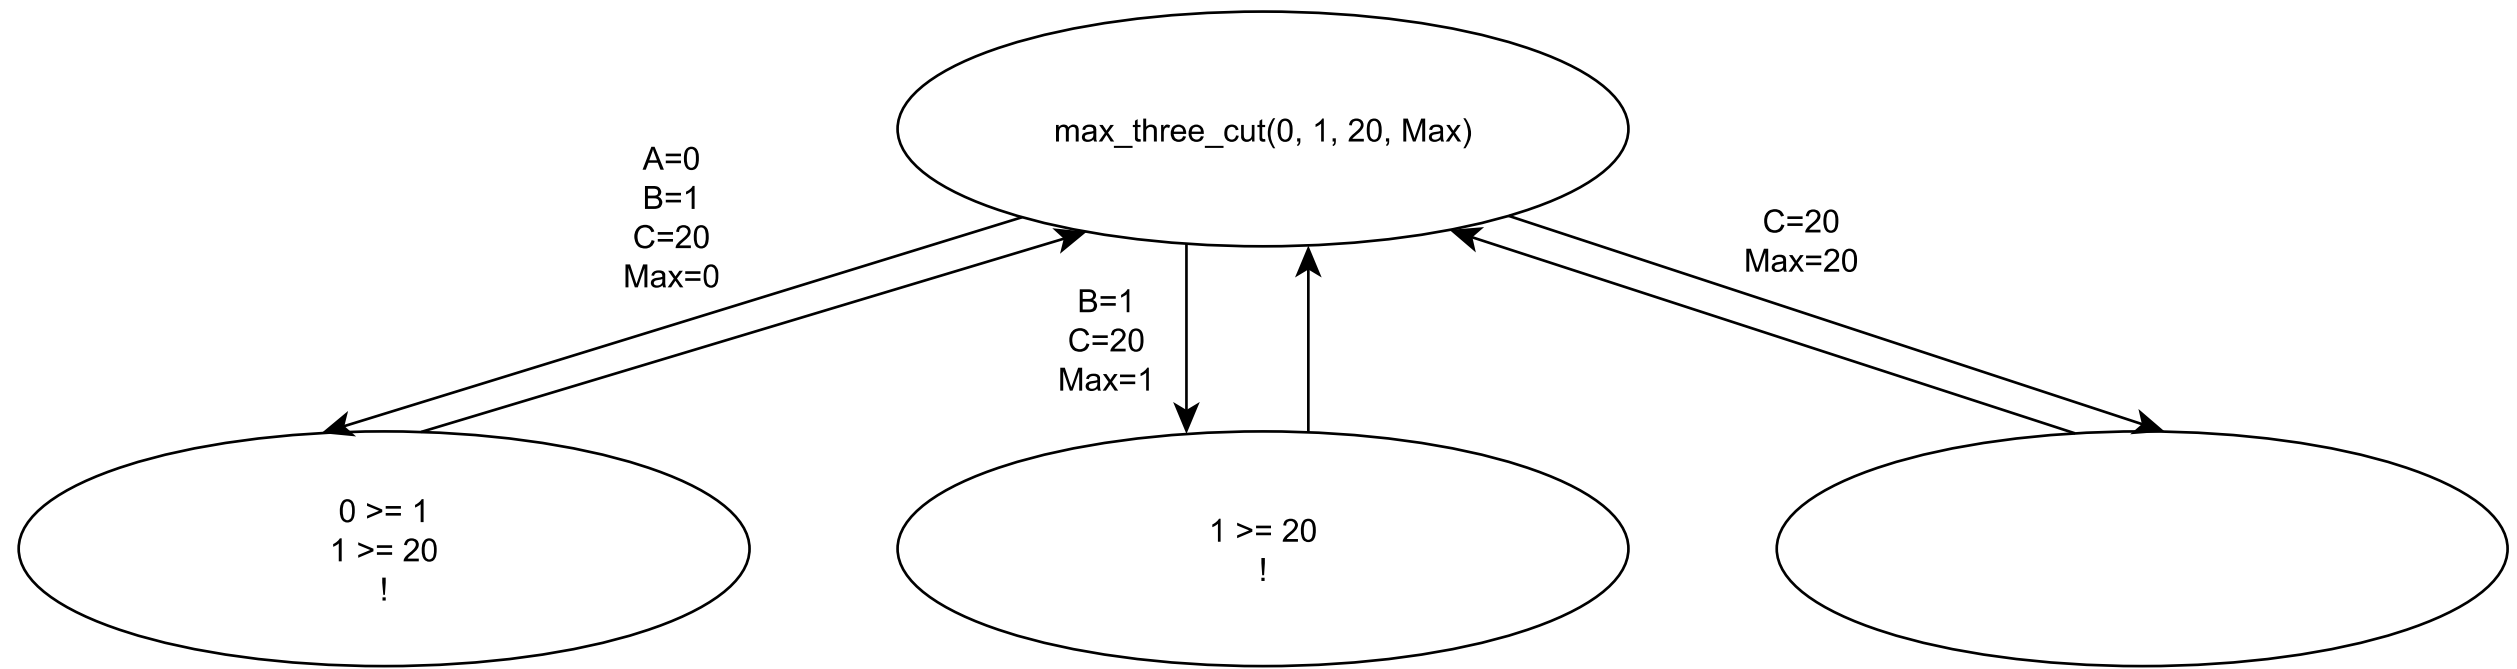 max_three_cut(0, 1, 20, Max)
A=0
B=1
C=20
Max=0
B=1
C=20
Max=1
C=20
Max=20
0 >= 1
1 >= 20
!
1 >= 20
!